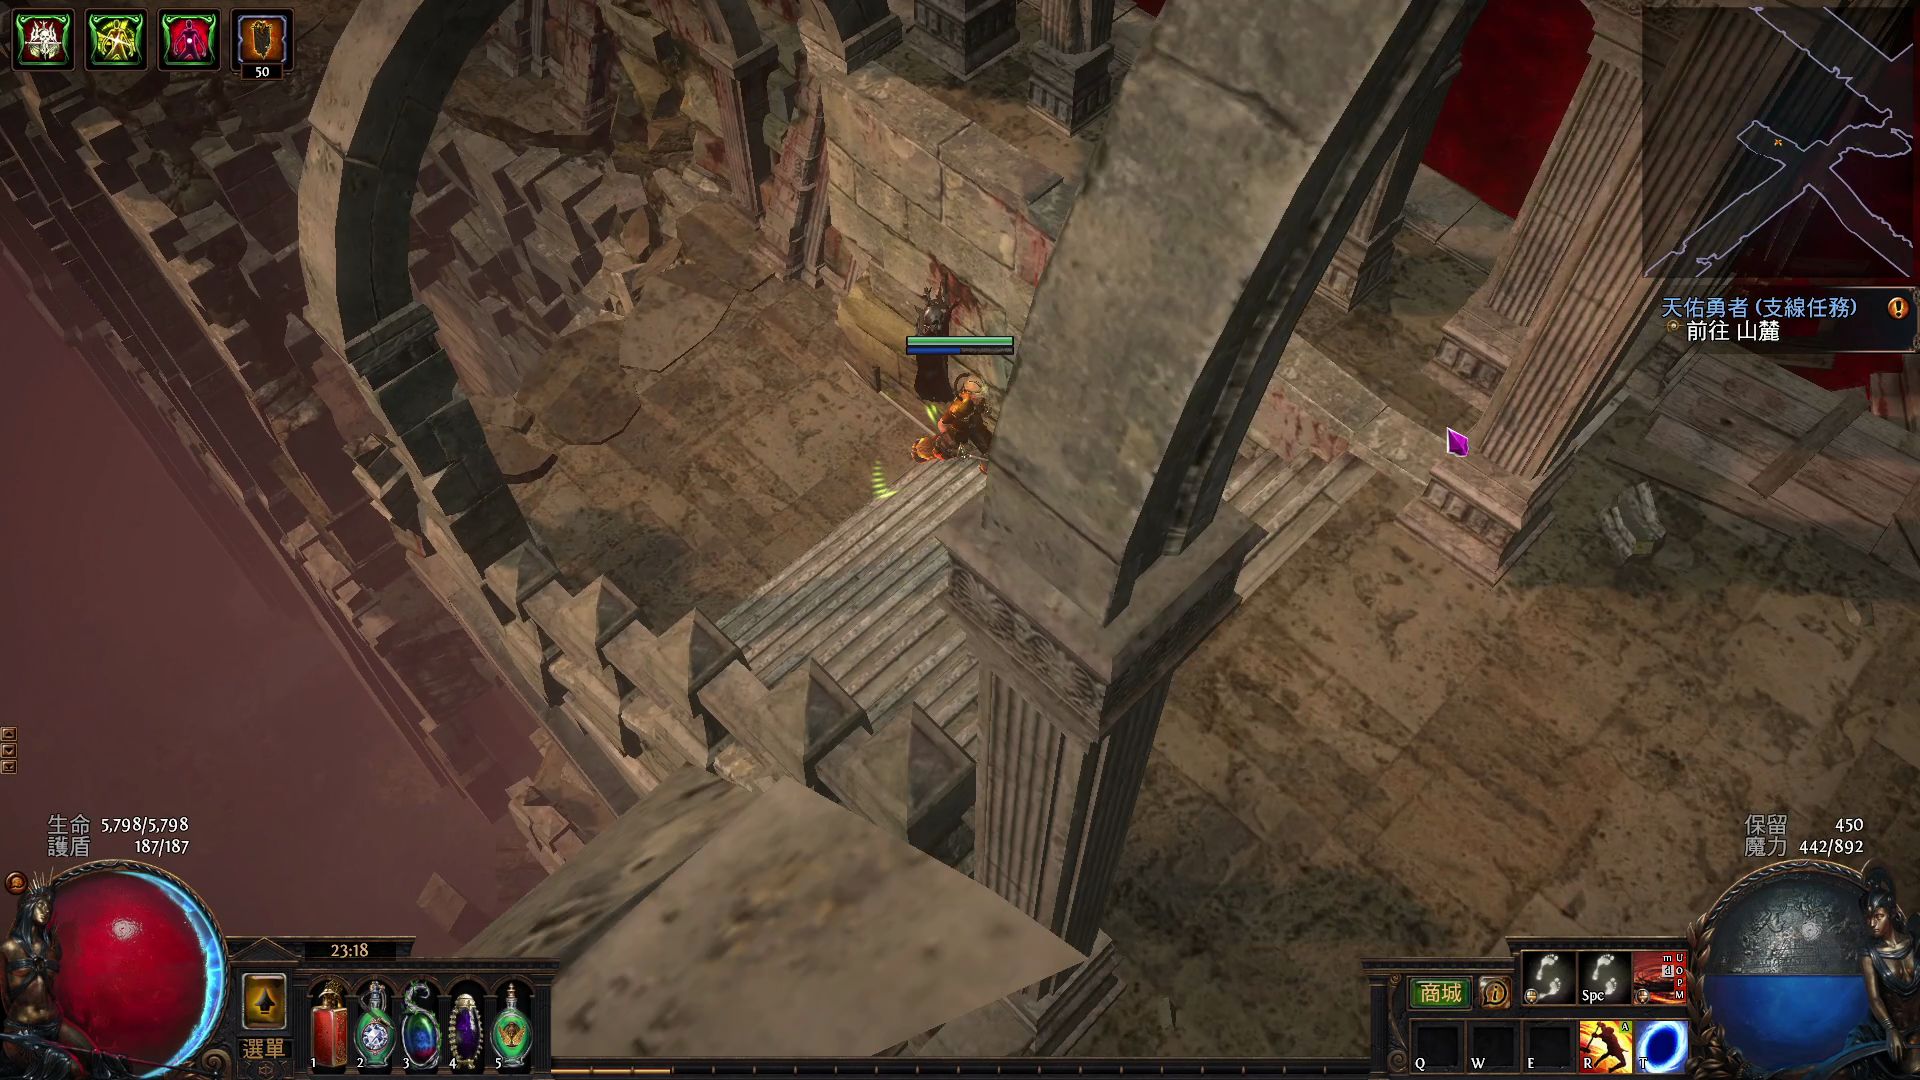 50
天佑勇者 (支線任務)
前往 山麓
生命 5,798/5,798
護盾 187/187
保留 450
魔力 442/892
23:18
選單
1 2 3 4 5
商城
Spc
m U
d O
P
M
Q W E R A T